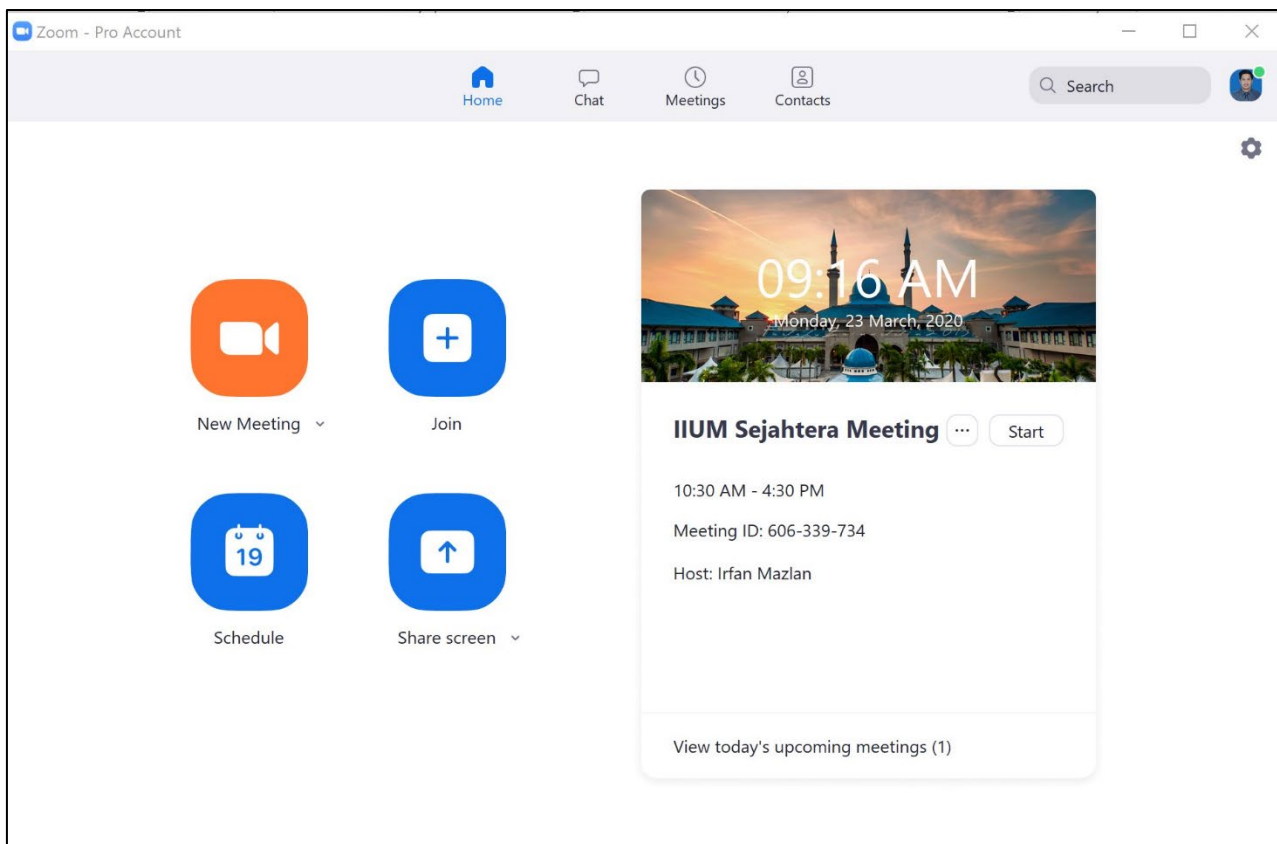 Zoom - Pro Account
Home
Chat
Meetings
Contacts
Search
09:16 AM
Monday, 23 March, 2020
New Meeting
Join
19
Schedule
Share screen
IIUM Sejahtera Meeting
...
Start
10:30 AM - 4:30 PM
Meeting ID: 606-339-734
Host: Irfan Mazlan
View today's upcoming meetings (1)